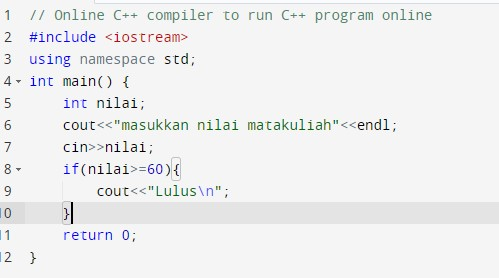 1 // Online C++ compiler to run C++ program online
2 #include <iostream>
3 using namespace std;
4 int main() {
5     int nilai;
6     cout<<"masukkan nilai matakuliah"<<endl;
7     cin>>nilai;
8     if(nilai>=60){
9         cout<<"Lulus\n";
10     }
11     return 0;
12 }